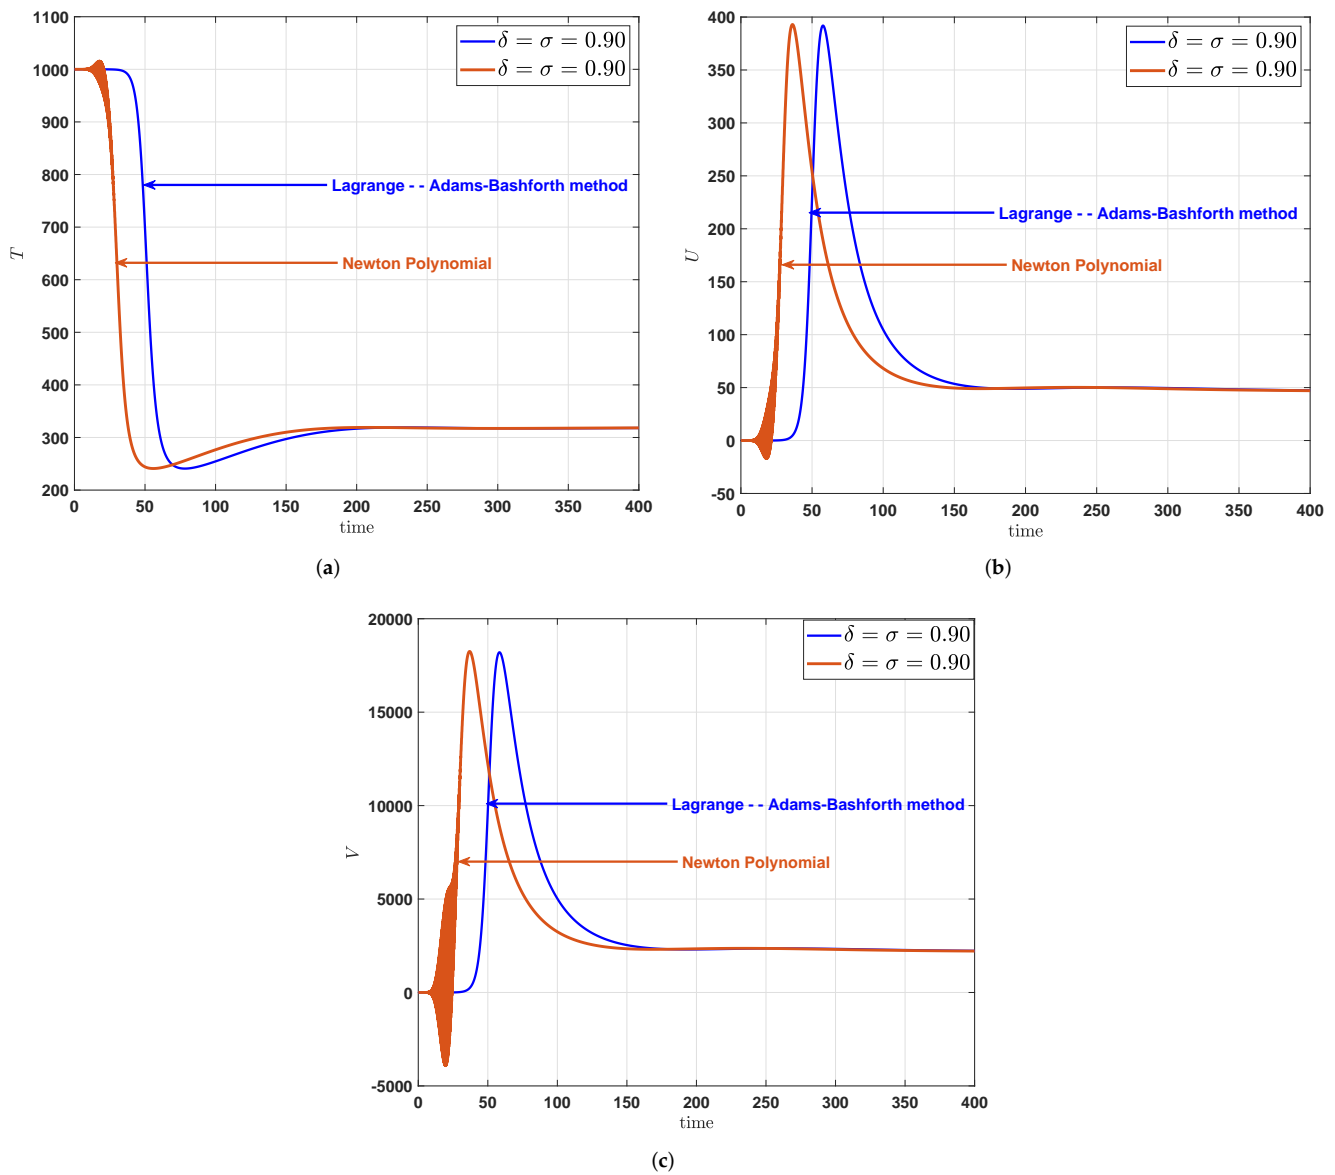 1100
1000
900
800
700
600
500
400
300
200
T
0 50 100 150 200 250 300 350 400
time
δ = σ = 0.90
δ = σ = 0.90
Lagrange - - Adams-Bashforth method
Newton Polynomial
(a)
400
350
300
250
200
150
100
50
0
-50
U
0 50 100 150 200 250 300 350 400
time
δ = σ = 0.90
δ = σ = 0.90
Lagrange - - Adams-Bashforth method
Newton Polynomial
(b)
20000
15000
10000
5000
0
-5000
V
0 50 100 150 200 250 300 350 400
time
δ = σ = 0.90
δ = σ = 0.90
Lagrange - - Adams-Bashforth method
Newton Polynomial
(c)